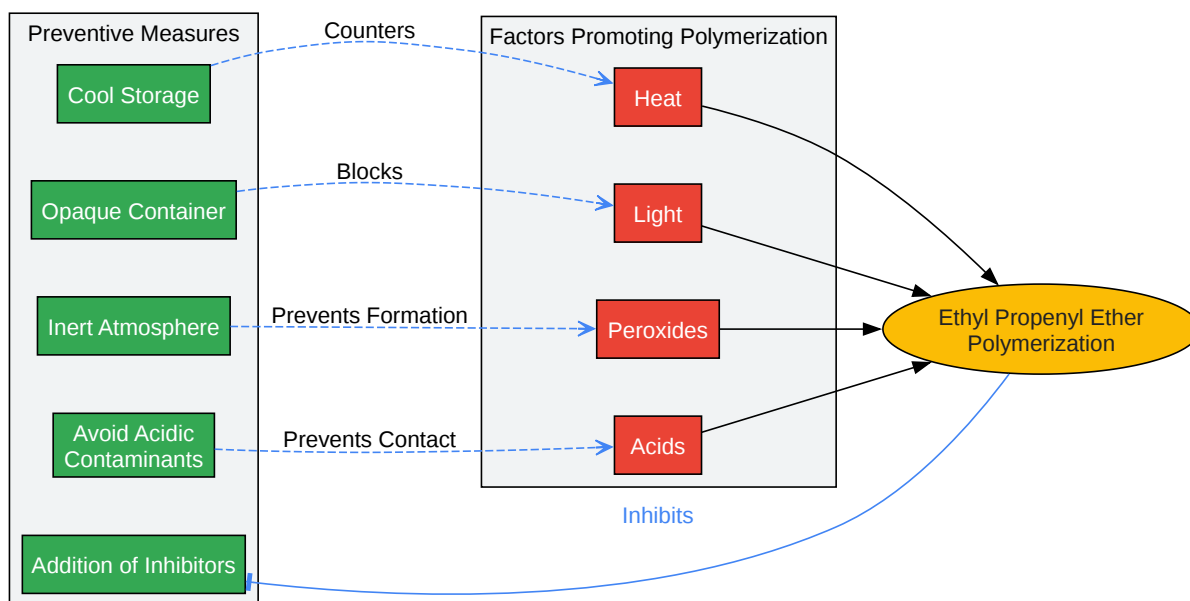 Preventive Measures
Cool Storage
Opaque Container
Inert Atmosphere
Avoid Acidic
Contaminants
Addition of Inhibitors
Counters
Blocks
Prevents Formation
Prevents Contact
Inhibits
Factors Promoting Polymerization
Heat
Light
Peroxides
Acids
Ethyl Propenyl Ether
Polymerization